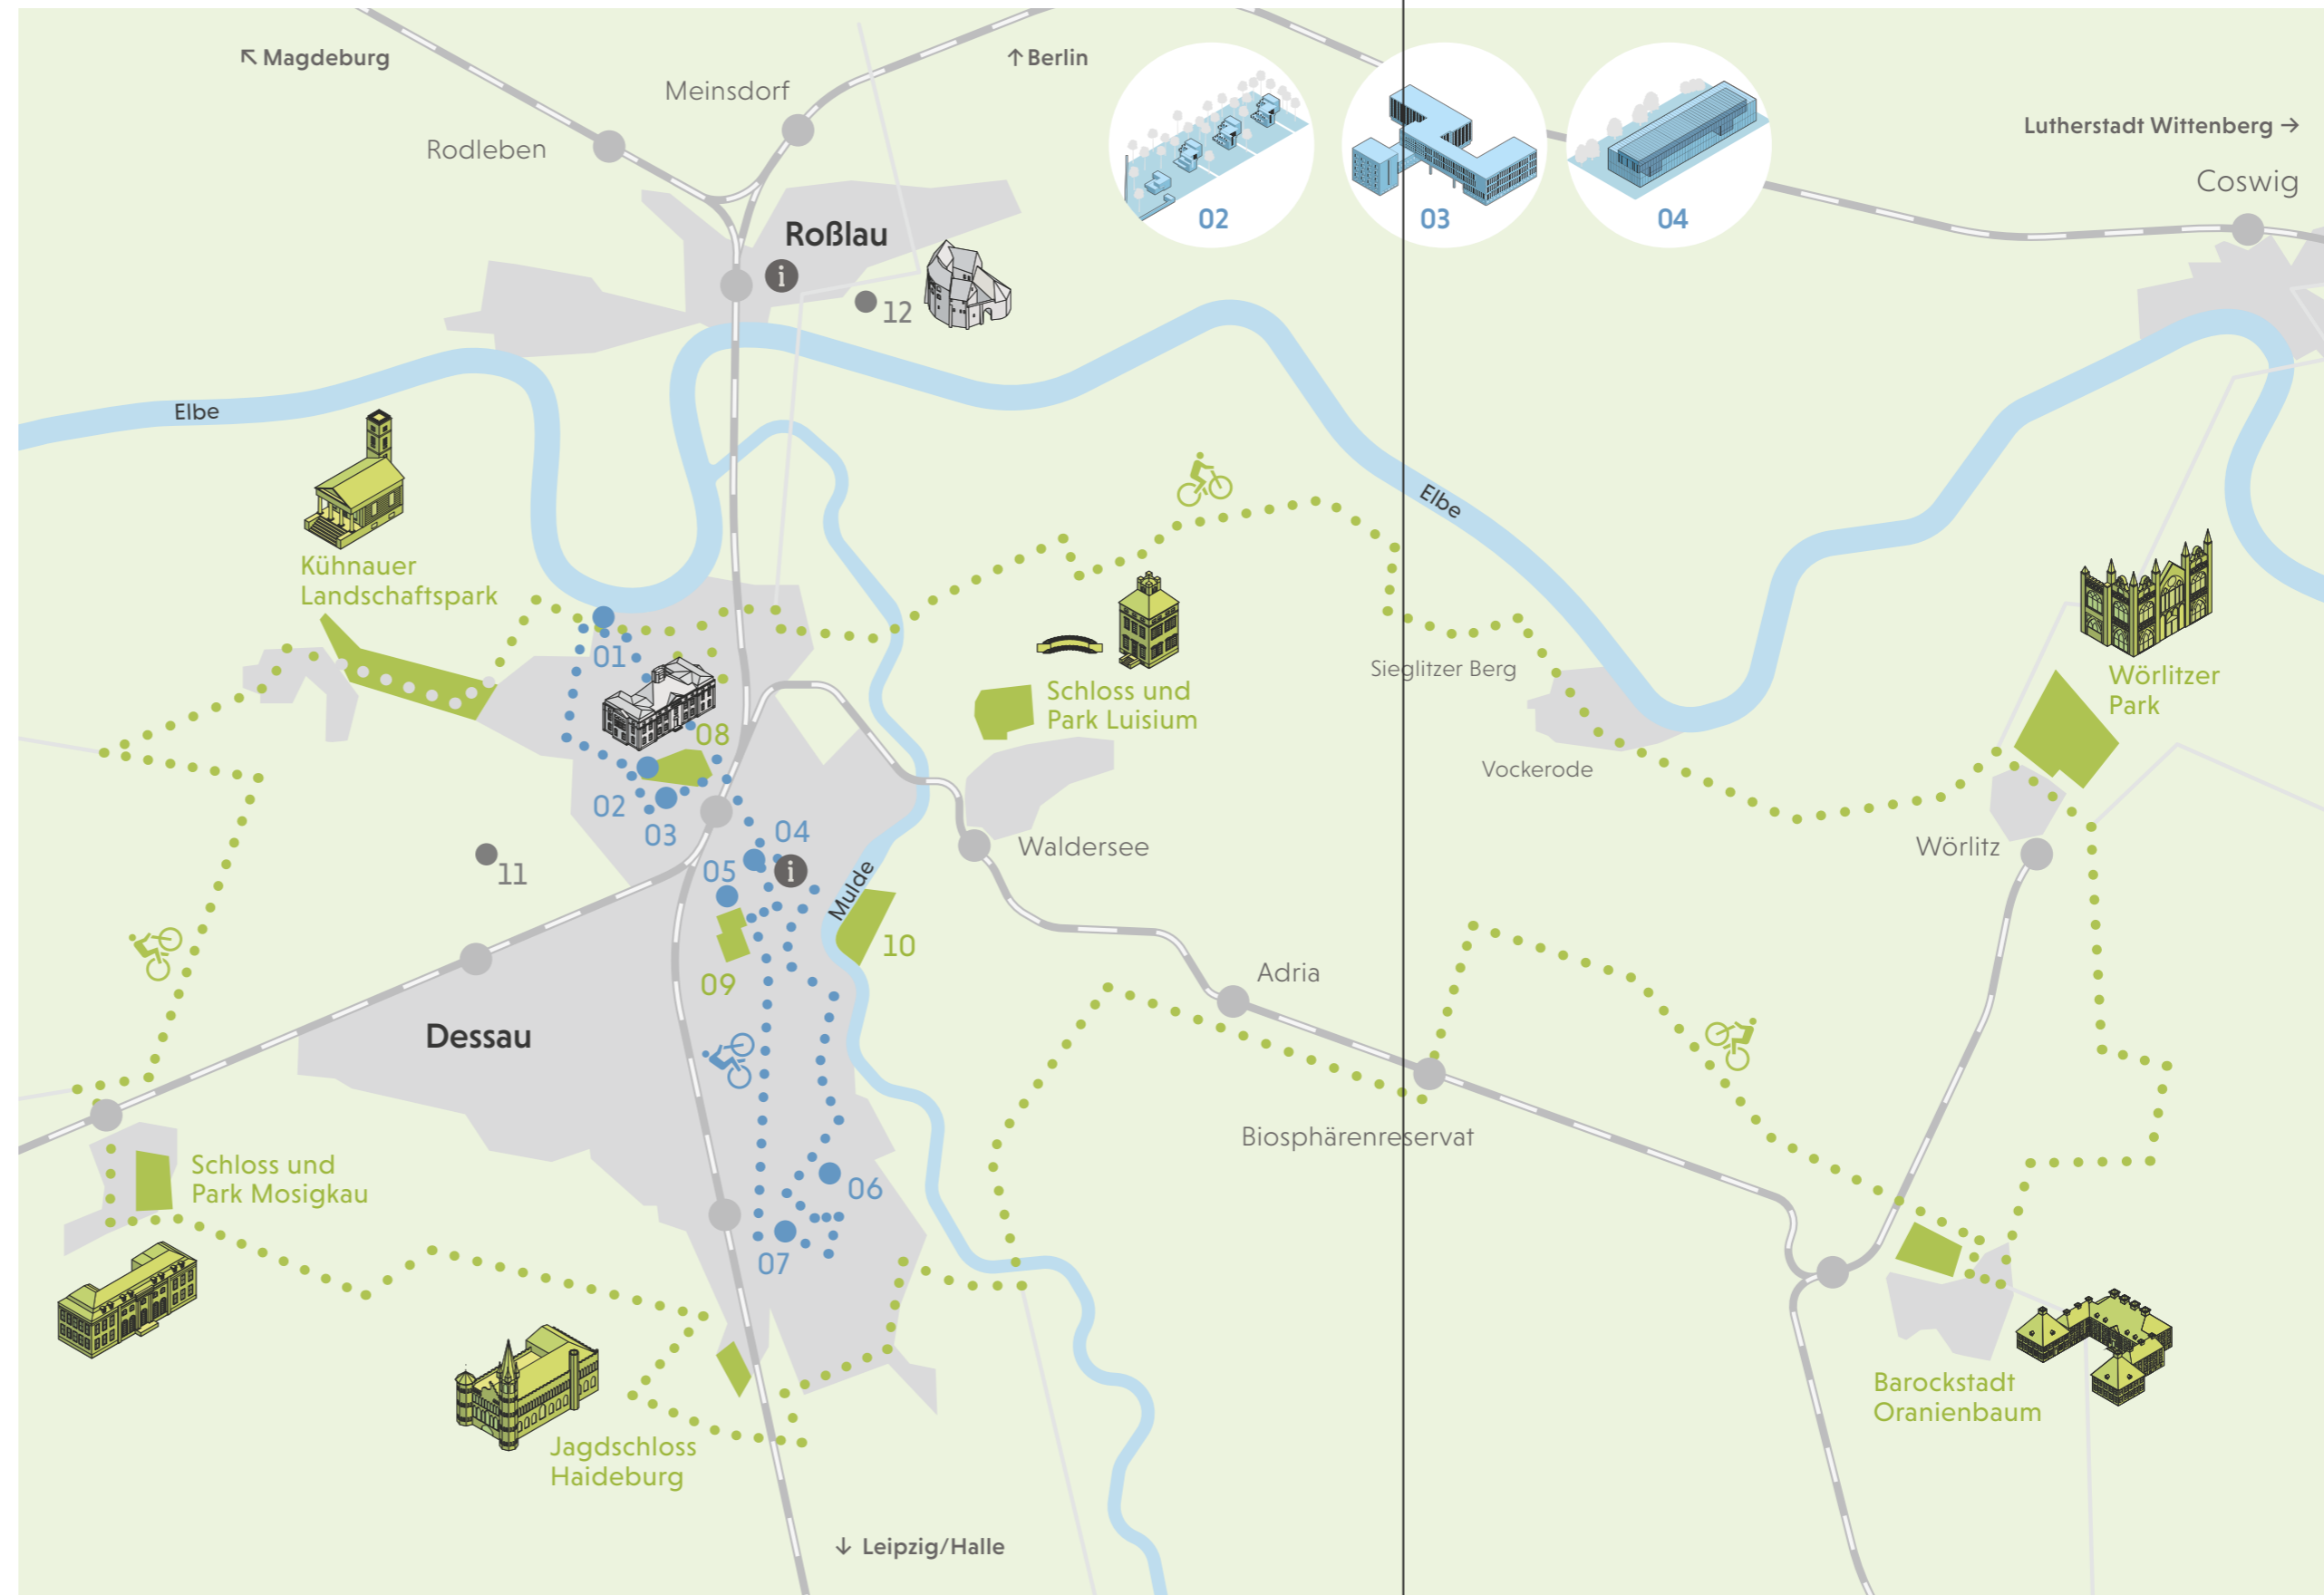 ↖ Magdeburg
↑ Berlin
Meinsdorf
Rodleben
Lutherstadt Wittenberg →
Coswig
02
03
04
Roßlau
i
12
Elbe
Elbe
Kühnauer
Landschaftspark
01
Sieglitzer Berg
Schloss und
Park Luisium
Wörlitzer
Park
08
Vockerode
02
03
04
05
i
Waldersee
Wörlitz
11
Mulde
10
09
Adria
Dessau
Biosphärenreservat
Schloss und
Park Mosigkau
06
07
Barockstadt
Oranienbaum
Jagdschloss
Haideburg
↓ Leipzig/Halle